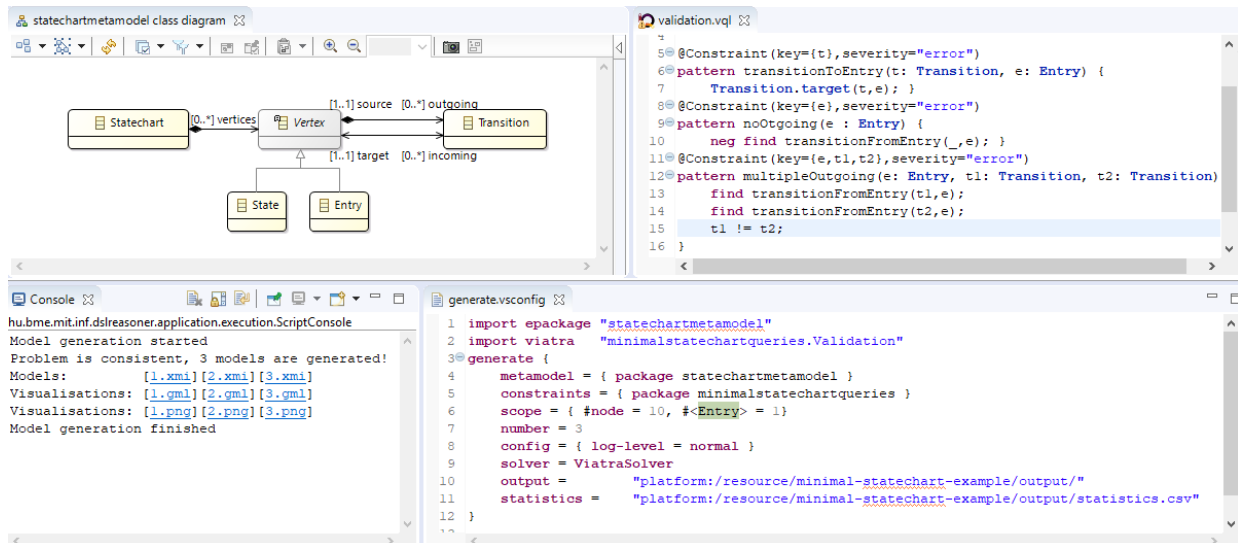 statechartmetamodel class diagram
[1..1] source [0..*] outgoing
Statechart
[0..*] vertices
Vertex
Transition
[1..1] target [0..*] incoming
State
Entry
validation.vql
4
5 @Constraint(key={t},severity="error")
6 pattern transitionToEntry(t: Transition, e: Entry) {
7 Transition.target(t,e); }
8 @Constraint(key={e},severity="error")
9 pattern noOtgoing(e : Entry) {
10 neg find transitionFromEntry(_,e); }
11 @Constraint(key={e,t1,t2},severity="error")
12 pattern multipleOutgoing(e: Entry, t1: Transition, t2: Transition)
13 find transitionFromEntry(t1,e);
14 find transitionFromEntry(t2,e);
15 t1 != t2;
16 }
Console
hu.bme.mit.inf.dslreasoner.application.execution.ScriptConsole
Model generation started
Problem is consistent, 3 models are generated!
Models: [1.xmi][2.xmi][3.xmi]
Visualisations: [1.gml][2.gml][3.gml]
Visualisations: [1.png][2.png][3.png]
Model generation finished
generate.vsconfig
1 import epackage "statechartmetamodel"
2 import viatra "minimalstatechartqueries.Validation"
3 generate {
4 metamodel = { package statechartmetamodel }
5 constraints = { package minimalstatechartqueries }
6 scope = { #node = 10, #<Entry> = 1}
7 number = 3
8 config = { log-level = normal }
9 solver = ViatraSolver
10 output = "platform:/resource/minimal-statechart-example/output/"
11 statistics = "platform:/resource/minimal-statechart-example/output/statistics.csv"
12 }